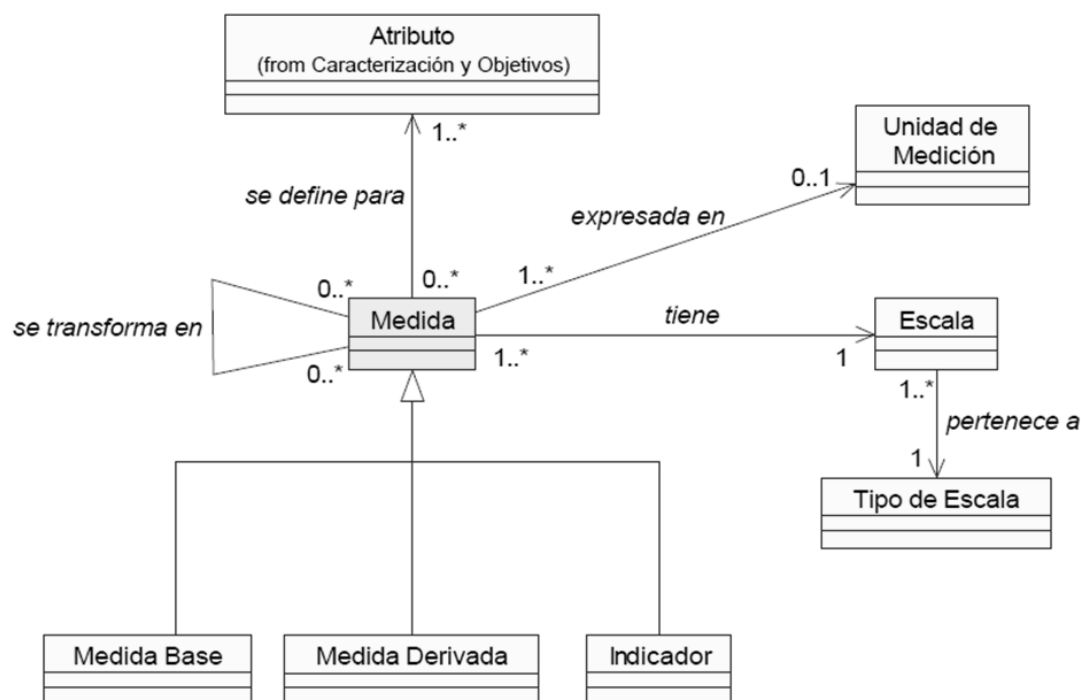 Atributo
(from Caracterización y Objetivos)
1..*
Unidad de
Medición
0..1
se define para
expresada en
0..*
0..*
1..*
se transforma en
Medida
tiene
Escala
0..*
1..*
1
1..*
pertenece a
1
Tipo de Escala
Medida Base
Medida Derivada
Indicador